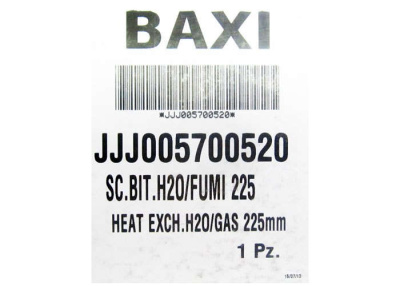 BAXI
*JJJ005700520*
JJJ005700520
SC.BIT.H2O/FUMI 225
HEAT EXCH.H2O/GAS 225mm
1 Pz.